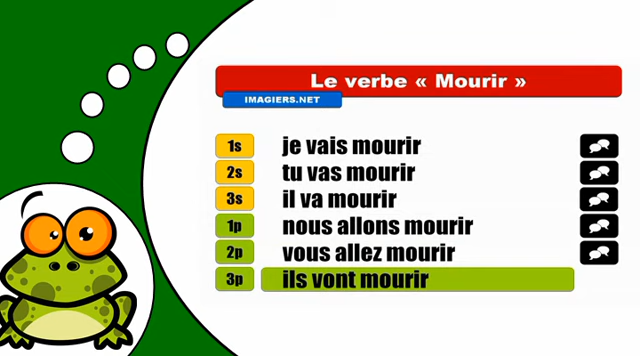 Le verbe « Mourir »
IMAGIERS.NET
1s je vais mourir
2s tu vas mourir
3s il va mourir
1p nous allons mourir
2p vous allez mourir
3p ils vont mourir